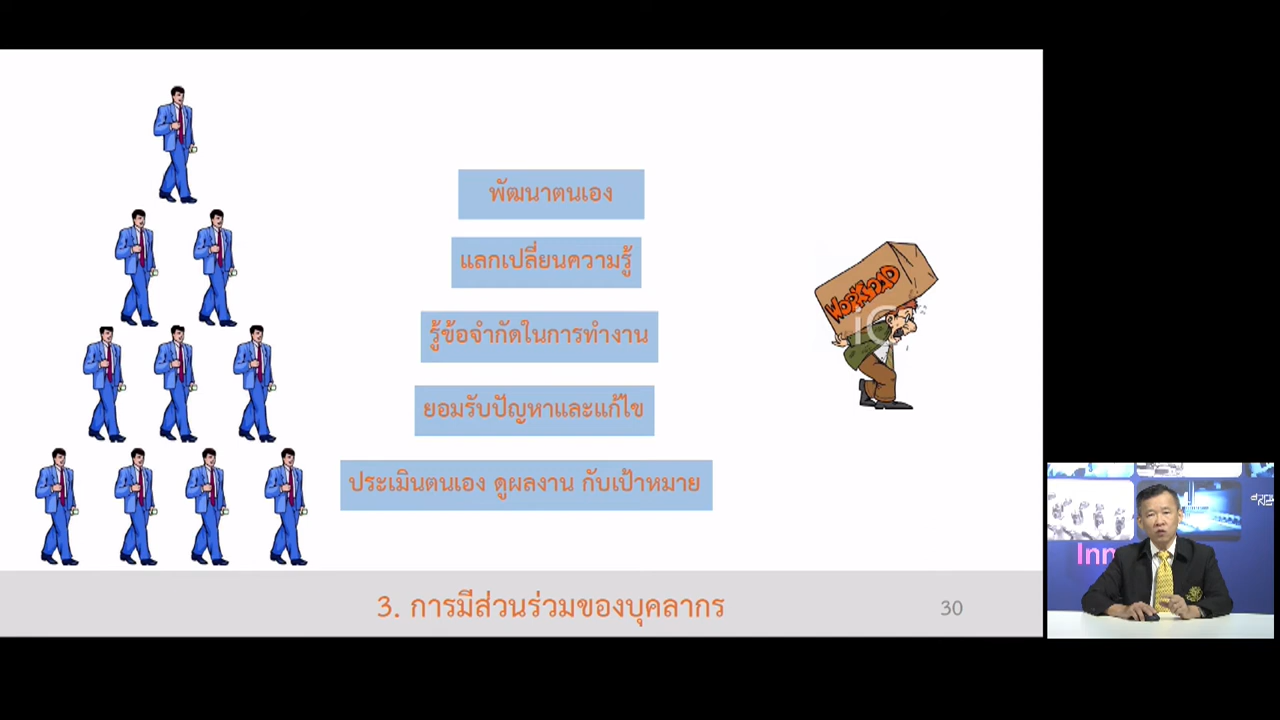 พัฒนาตนเอง
แลกเปลี่ยนความรู้
รู้ข้อจำกัดในการทำงาน
ยอมรับปัญหาและแก้ไข
ประเมินตนเอง ดูผลงาน กับเป้าหมาย
iC
3. การมีส่วนร่วมของบุคลากร
30
Inn